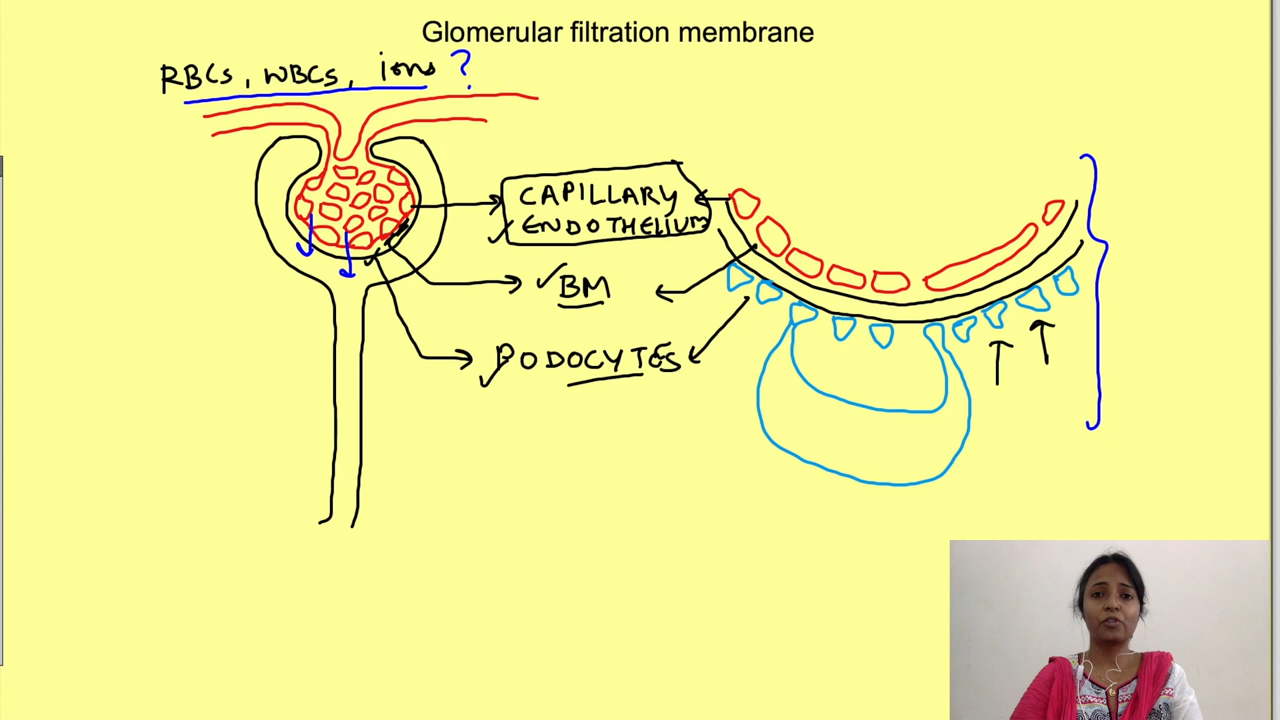 Glomerular filtration membrane
RBCs, WBCs, ions ?
CAPILLARY
ENDOTHELIUM
BM
PODOCYTES